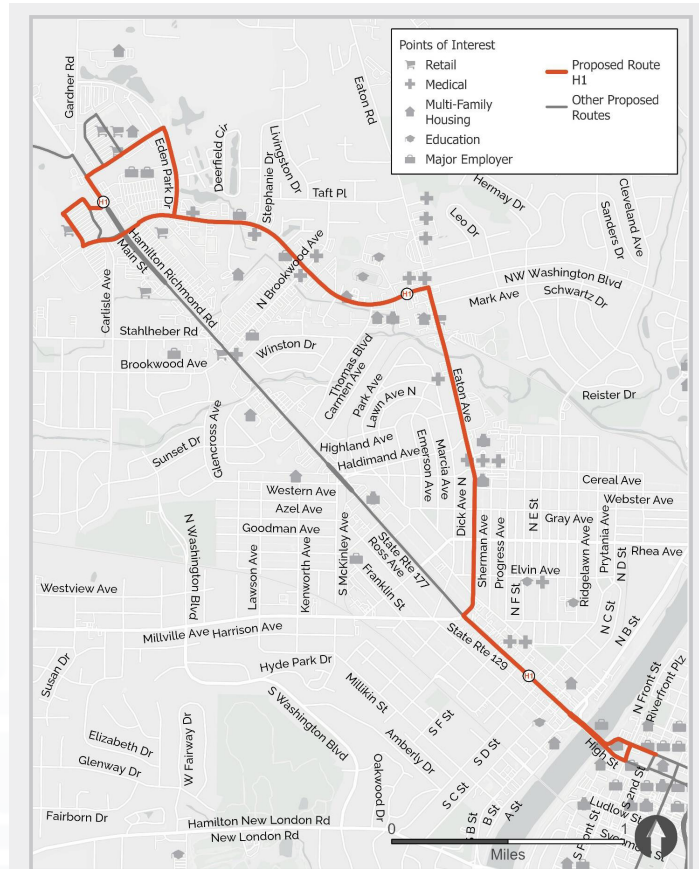 Points of Interest
Retail
Medical
Multi-Family
Housing
Education
Major Employer
Proposed Route
H1
Other Proposed
Routes
Gardner Rd
Eaton Rd
Deerfield Cir
Livingston Dr
Stephanie Dr
Eden Park Dr
Taft Pl
Hermay Dr
Leo Dr
Cleveland Ave
Sanders Dr
H1
Hamilton Richmond Rd
Main St
N Brookwood Ave
NW Washington Blvd
Mark Ave
Schwartz Dr
H1
Carlisle Ave
Stahlheber Rd
Brookwood Ave
Winston Dr
Thomas Blvd
Carmen Ave
Park Ave
Lawn Ave N
Eaton Ave
Reister Dr
Glencross Ave
Sunset Dr
Highland Ave
Haldimand Ave
Emerson Ave
Marcia Ave
Dick Ave N
Cereal Ave
Webster Ave
Western Ave
Azel Ave
Goodman Ave
N E St
Gray Ave
Prytania Ave
N D St
Rhea Ave
N Washington Blvd
Lawson Ave
Kenworth Ave
S McKinley Ave
State Rte 177
Ross Ave
Franklin St
Sherman Ave
Progress Ave
N F St
Elvin Ave
Ridgelawn Ave
N C St
N B St
Westview Ave
Millville Ave
Harrison Ave
State Rte 129
Hyde Park Dr
H1
Susan Dr
Millikin St
S Washington Blvd
Amberly Dr
S F St
S D St
N Front St
Riverfront Plz
High St
Elizabeth Dr
Glenway Dr
W Fairway Dr
Oakwood Dr
S C St
S B St
B St
A St
S 2nd St
Ludlow St
S Front St
Fairborn Dr
Hamilton New London Rd
New London Rd
0
1
Miles